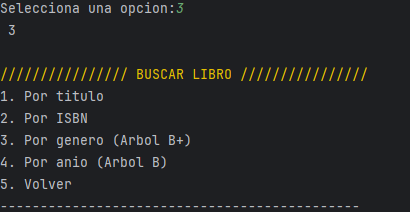 Selecciona una opcion:3
3
//////////////// BUSCAR LIBRO ////////////////
1. Por titulo
2. Por ISBN
3. Por genero (Arbol B+)
4. Por anio (Arbol B)
5. Volver
---------------------------------------------